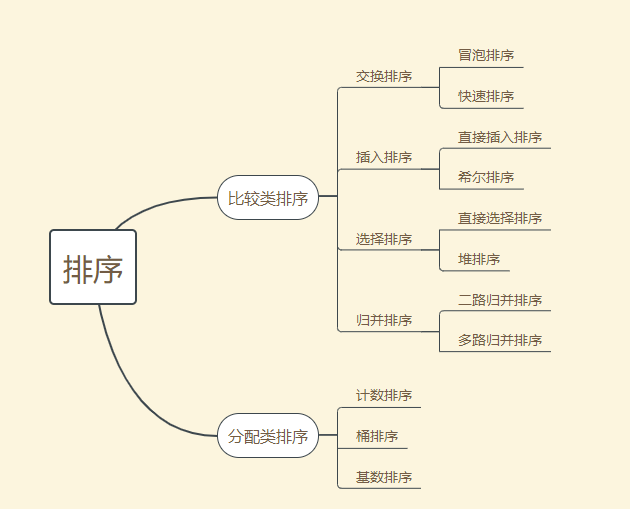 排序
比较类排序
交换排序
冒泡排序
快速排序
插入排序
直接插入排序
希尔排序
选择排序
直接选择排序
堆排序
归并排序
二路归并排序
多路归并排序
分配类排序
计数排序
桶排序
基数排序